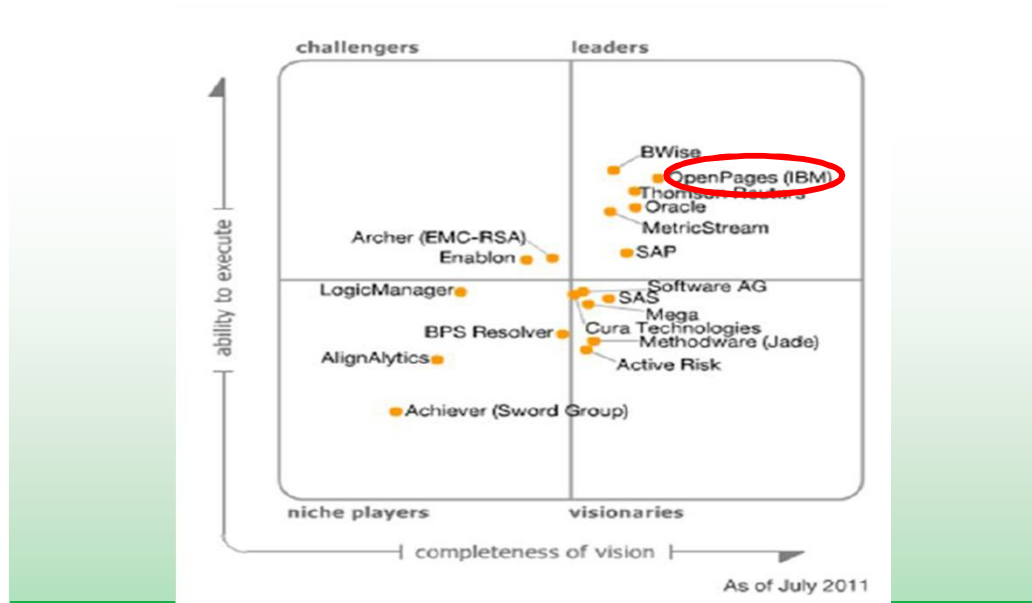 challengers
leaders
BWise
OpenPages (IBM)
Thomson Reuters
Oracle
MetricStream
SAP
Archer (EMC-RSA)
Enablon
LogicManager
Software AG
SAS
Mega
Cura Technologies
BPS Resolver
Methodware (Jade)
AlignAlytics
Active Risk
Achiever (Sword Group)
ability to execute
niche players
visionaries
completeness of vision
As of July 2011